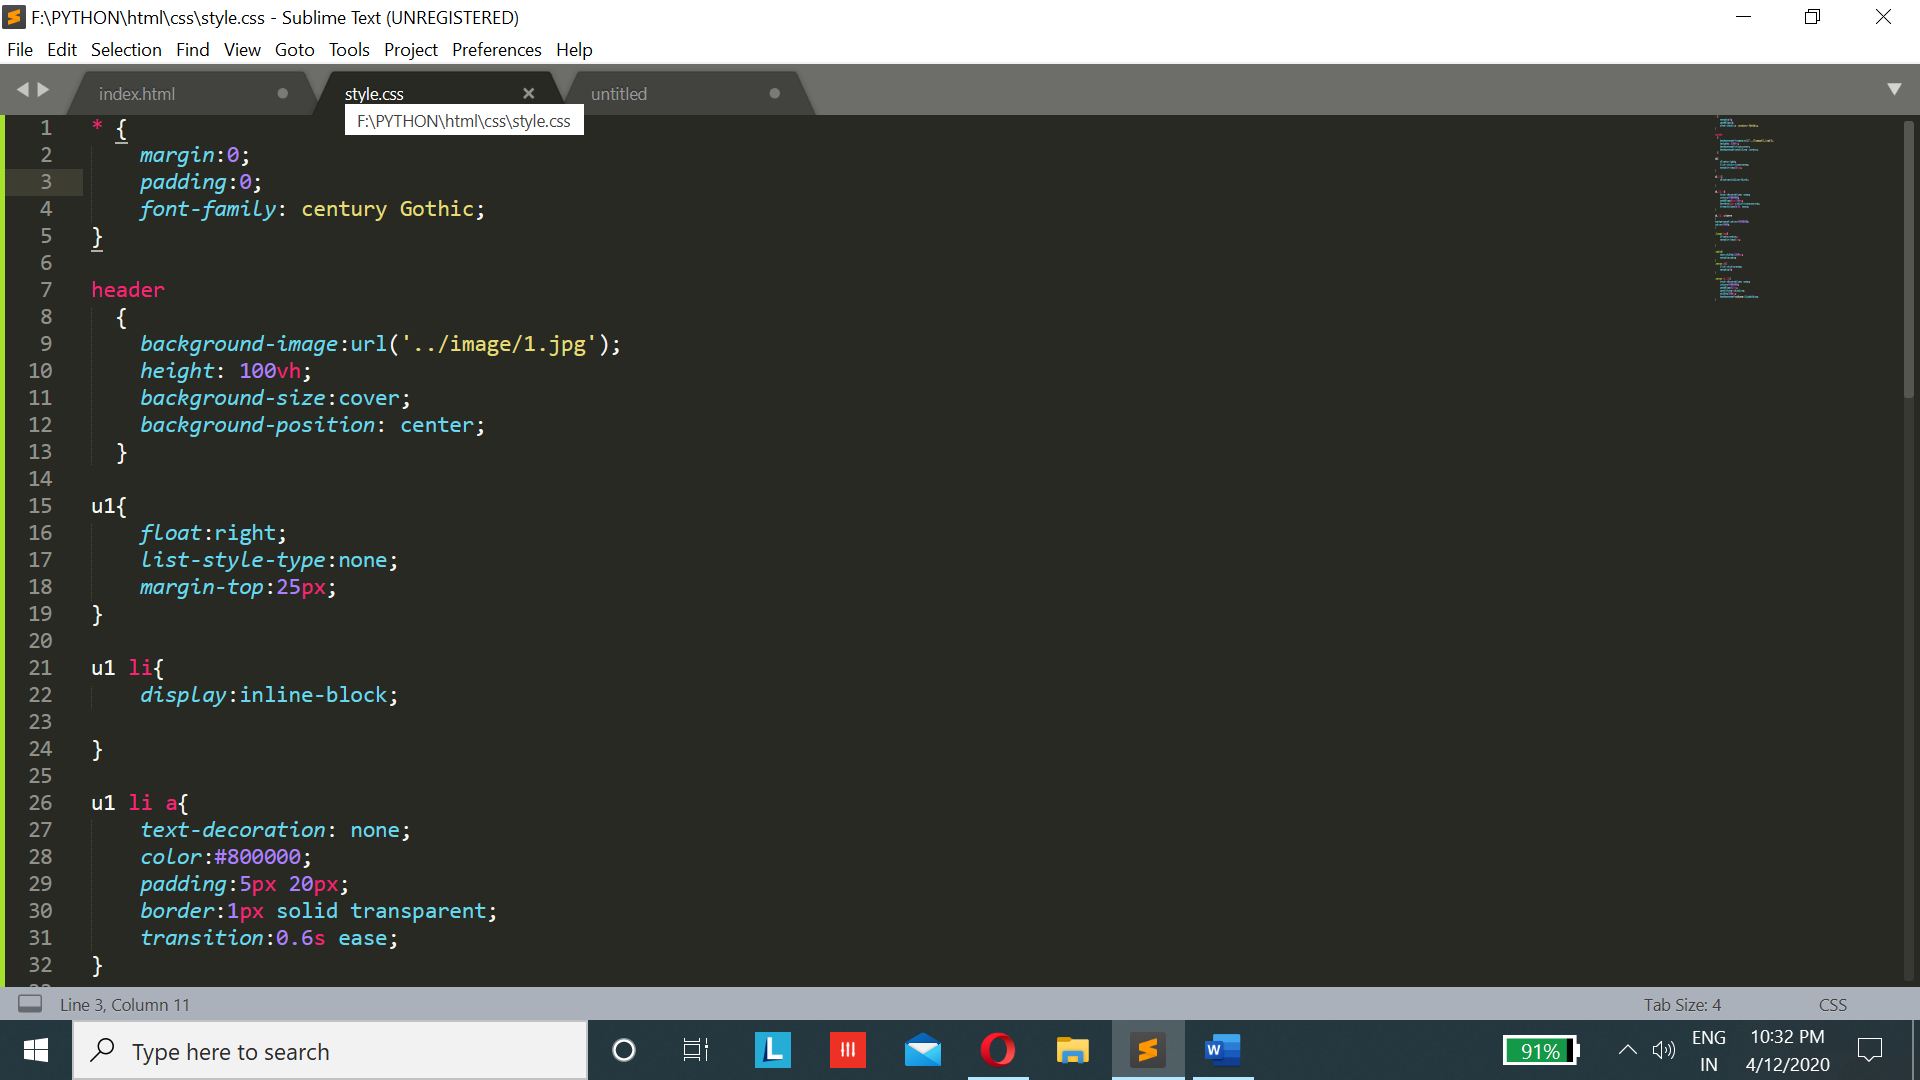 F:\PYTHON\html\css\style.css - Sublime Text (UNREGISTERED)
File Edit Selection Find View Goto Tools Project Preferences Help
index.html style.css untitled
F:\PYTHON\html\css\style.css
1 * {
2 margin:0;
3 padding:0;
4 font-family: century Gothic;
5 }
6
7 header
8 {
9 background-image:url('../image/1.jpg');
10 height: 100vh;
11 background-size:cover;
12 background-position: center;
13 }
14
15 u1{
16 float:right;
17 list-style-type:none;
18 margin-top:25px;
19 }
20
21 u1 li{
22 display:inline-block;
23
24 }
25
26 u1 li a{
27 text-decoration: none;
28 color:#800000;
29 padding:5px 20px;
30 border:1px solid transparent;
31 transition:0.6s ease;
32 }
Line 3, Column 11 Tab Size: 4 CSS
Type here to search
L
W
91%
ENG
IN
10:32 PM
4/12/2020